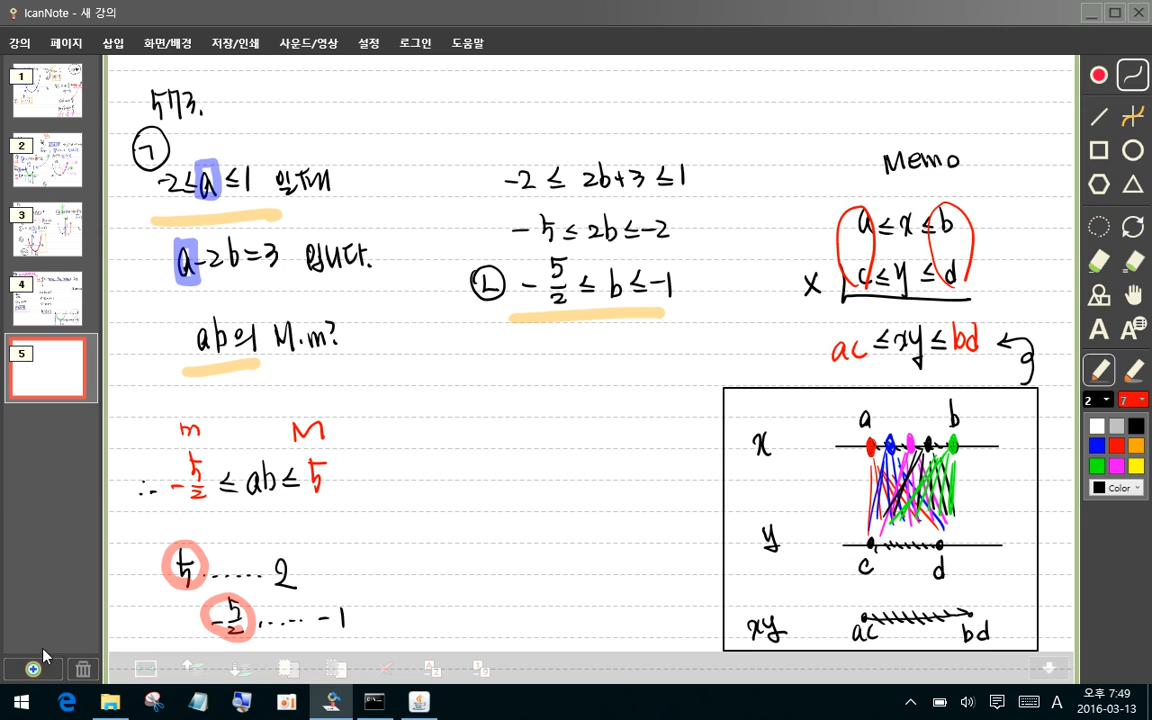 IcanNote - 새 강의
강의 페이지 삽입 화면/배경 저장/인쇄 사운드/영상 설정 로그인 도움말
1
2
3
4
5
573.
ㄱ
-2≤a≤1 일때
a-2b=3 입니다.
ab의 M.m?
m M
∴ -5/2 ≤ ab ≤ 5
5 ...... 2
-5/2 ..... -1
-2 ≤ 2b+3 ≤ 1
-5 ≤ 2b ≤ -2
ㄴ -5/2 ≤ b ≤ -1
Memo
a ≤ x ≤ b
x c ≤ y ≤ d
ac ≤ xy ≤ bd
a b
x
y
c d
xy ac bd
2 7
Color
A
오후 7:49
2016-03-13